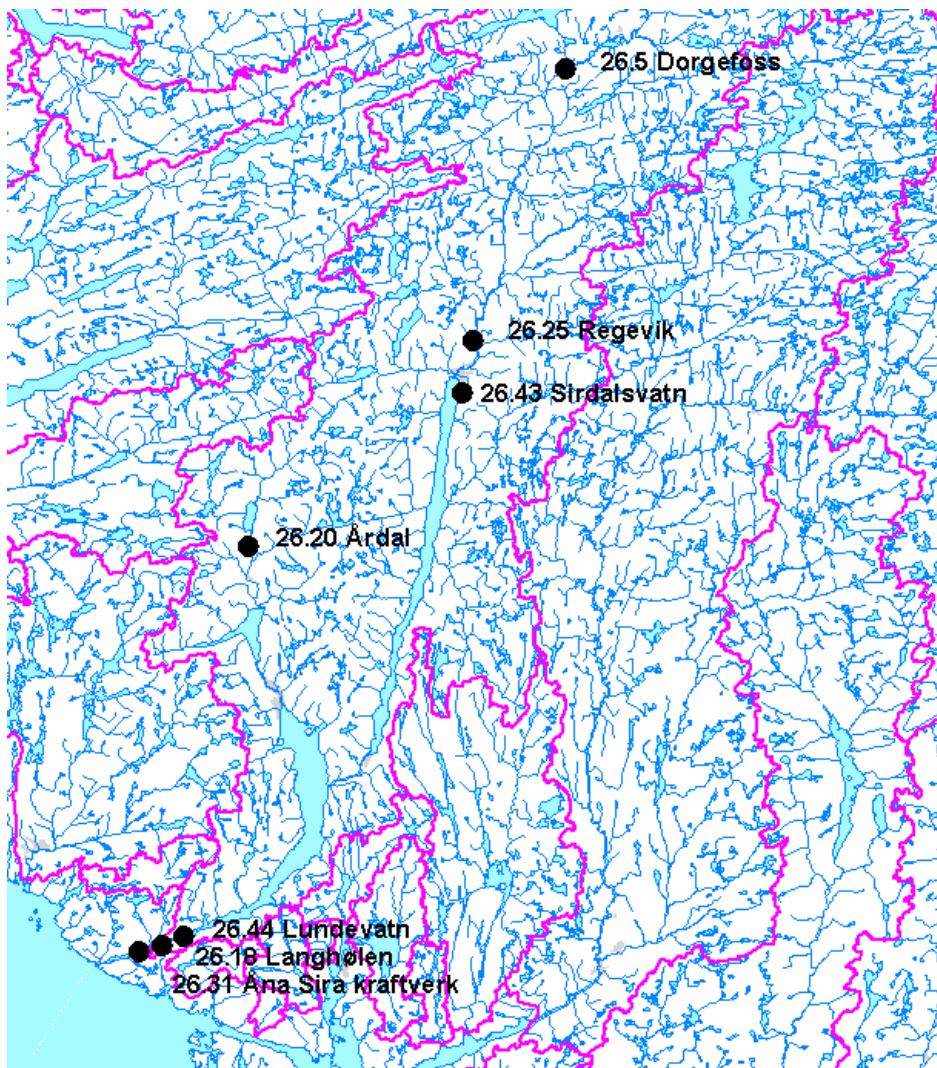 26.5 Dorgefoss
26.25 Regevik
26.43 Sirdalsvatn
26.20 Årdal
26.44 Lundevatn
26.18 Langhølen
26.31 Åna Sira kraftverk